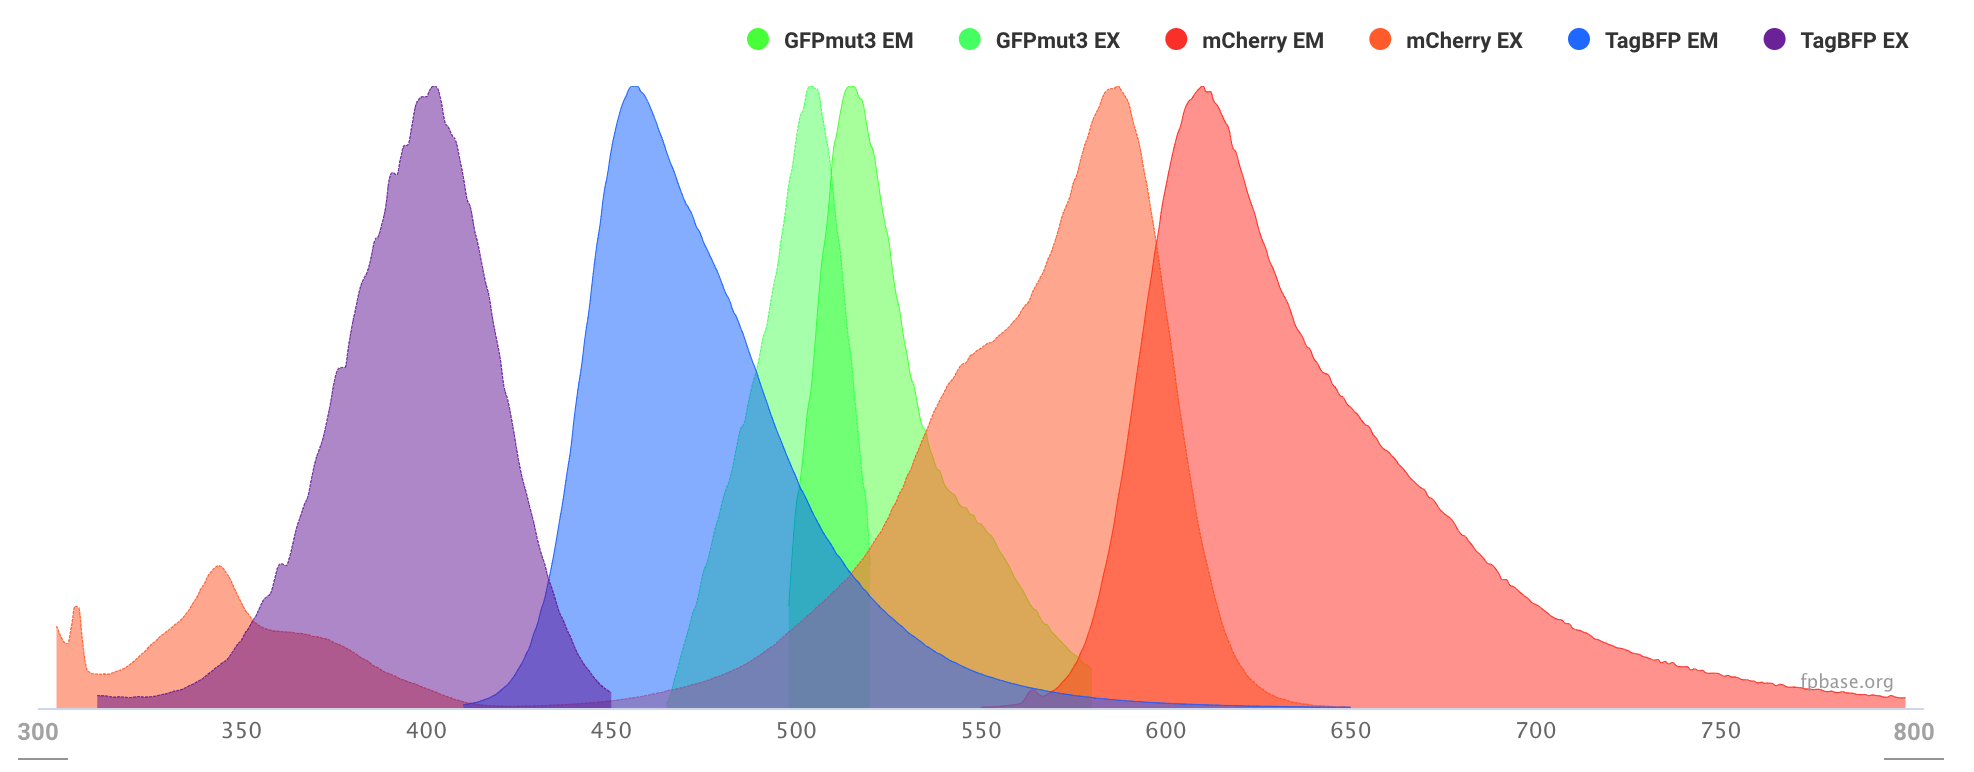 GFPmut3 EM GFPmut3 EX mCherry EM mCherry EX TagBFP EM TagBFP EX
fpbase.org
300 350 400 450 500 550 600 650 700 750 800